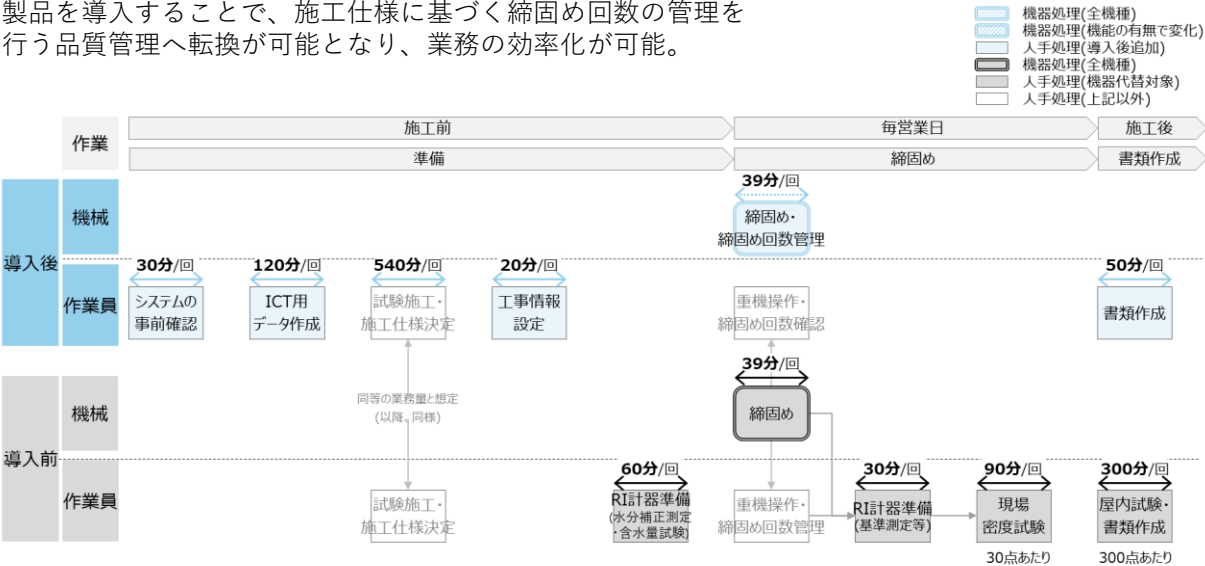 製品を導入することで、施工仕様に基づく締固め回数の管理を
行う品質管理へ転換が可能となり、業務の効率化が可能。
機器処理(全機種)
機器処理(機能の有無で変化)
人手処理(導入後追加)
機器処理(全機種)
人手処理(機器代替対象)
人手処理(上記以外)
作業
施工前
毎営業日
施工後
準備
締固め
書類作成
導入後
機械
39分/回
締固め・
締固め回数管理
作業員
30分/回
システムの
事前確認
120分/回
ICT用
データ作成
540分/回
試験施工・
施工仕様決定
20分/回
工事情報
設定
重機操作・
締固め回数確認
50分/回
書類作成
導入前
機械
同等の業務量と想定
(以降、同様)
39分/回
締固め
作業員
試験施工・
施工仕様決定
60分/回
RI計器準備
(水分補正測定
・含水量試験)
重機操作・
締固め回数管理
30分/回
RI計器準備
(基準測定等)
90分/回
現場
密度試験
30点あたり
300分/回
屋内試験・
書類作成
300点あたり